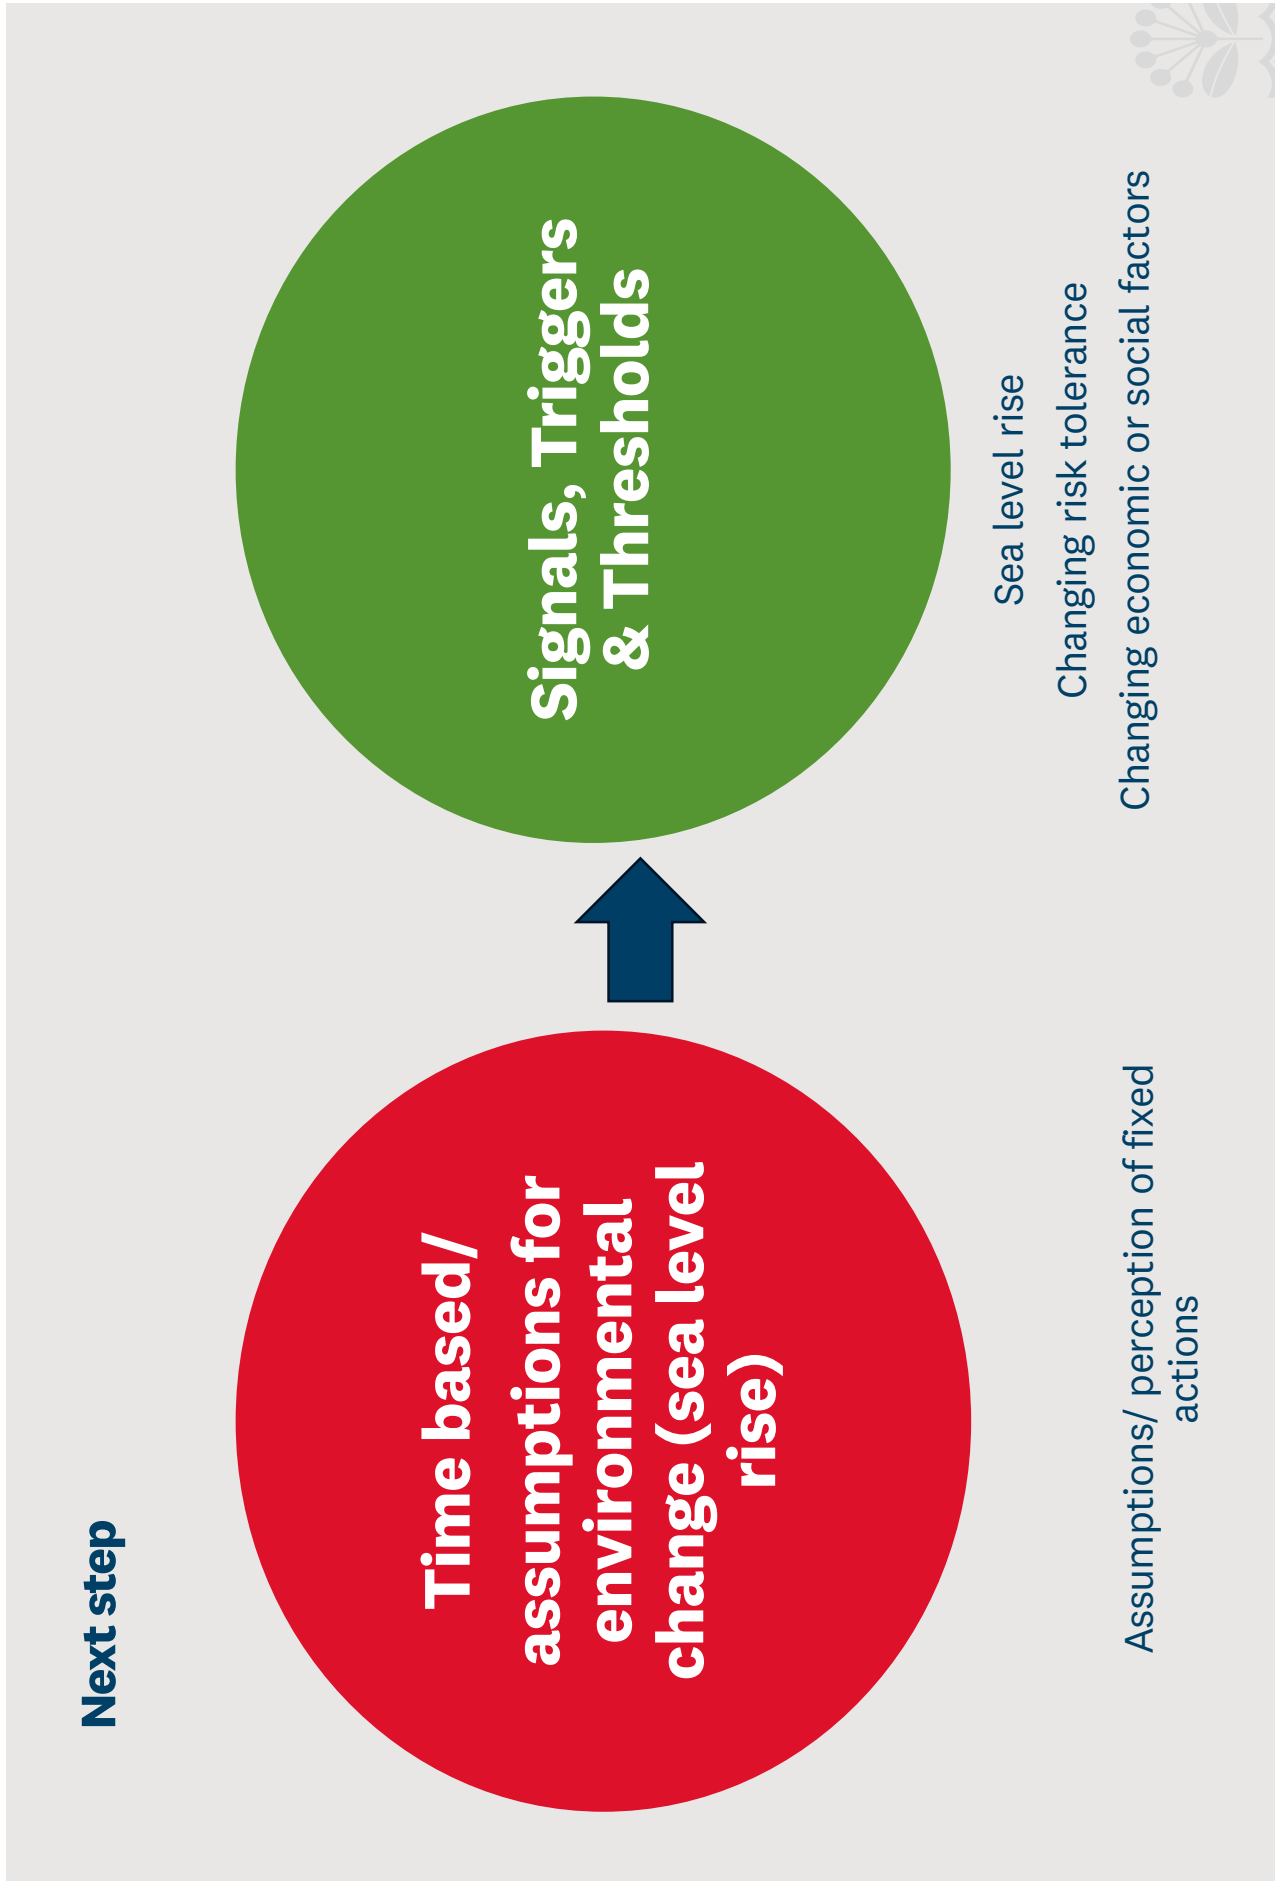 Next step
Time based/
assumptions for
environmental
change (sea level
rise)
Assumptions/ perception of fixed
actions
Signals, Triggers
& Thresholds
Sea level rise
Changing risk tolerance
Changing economic or social factors